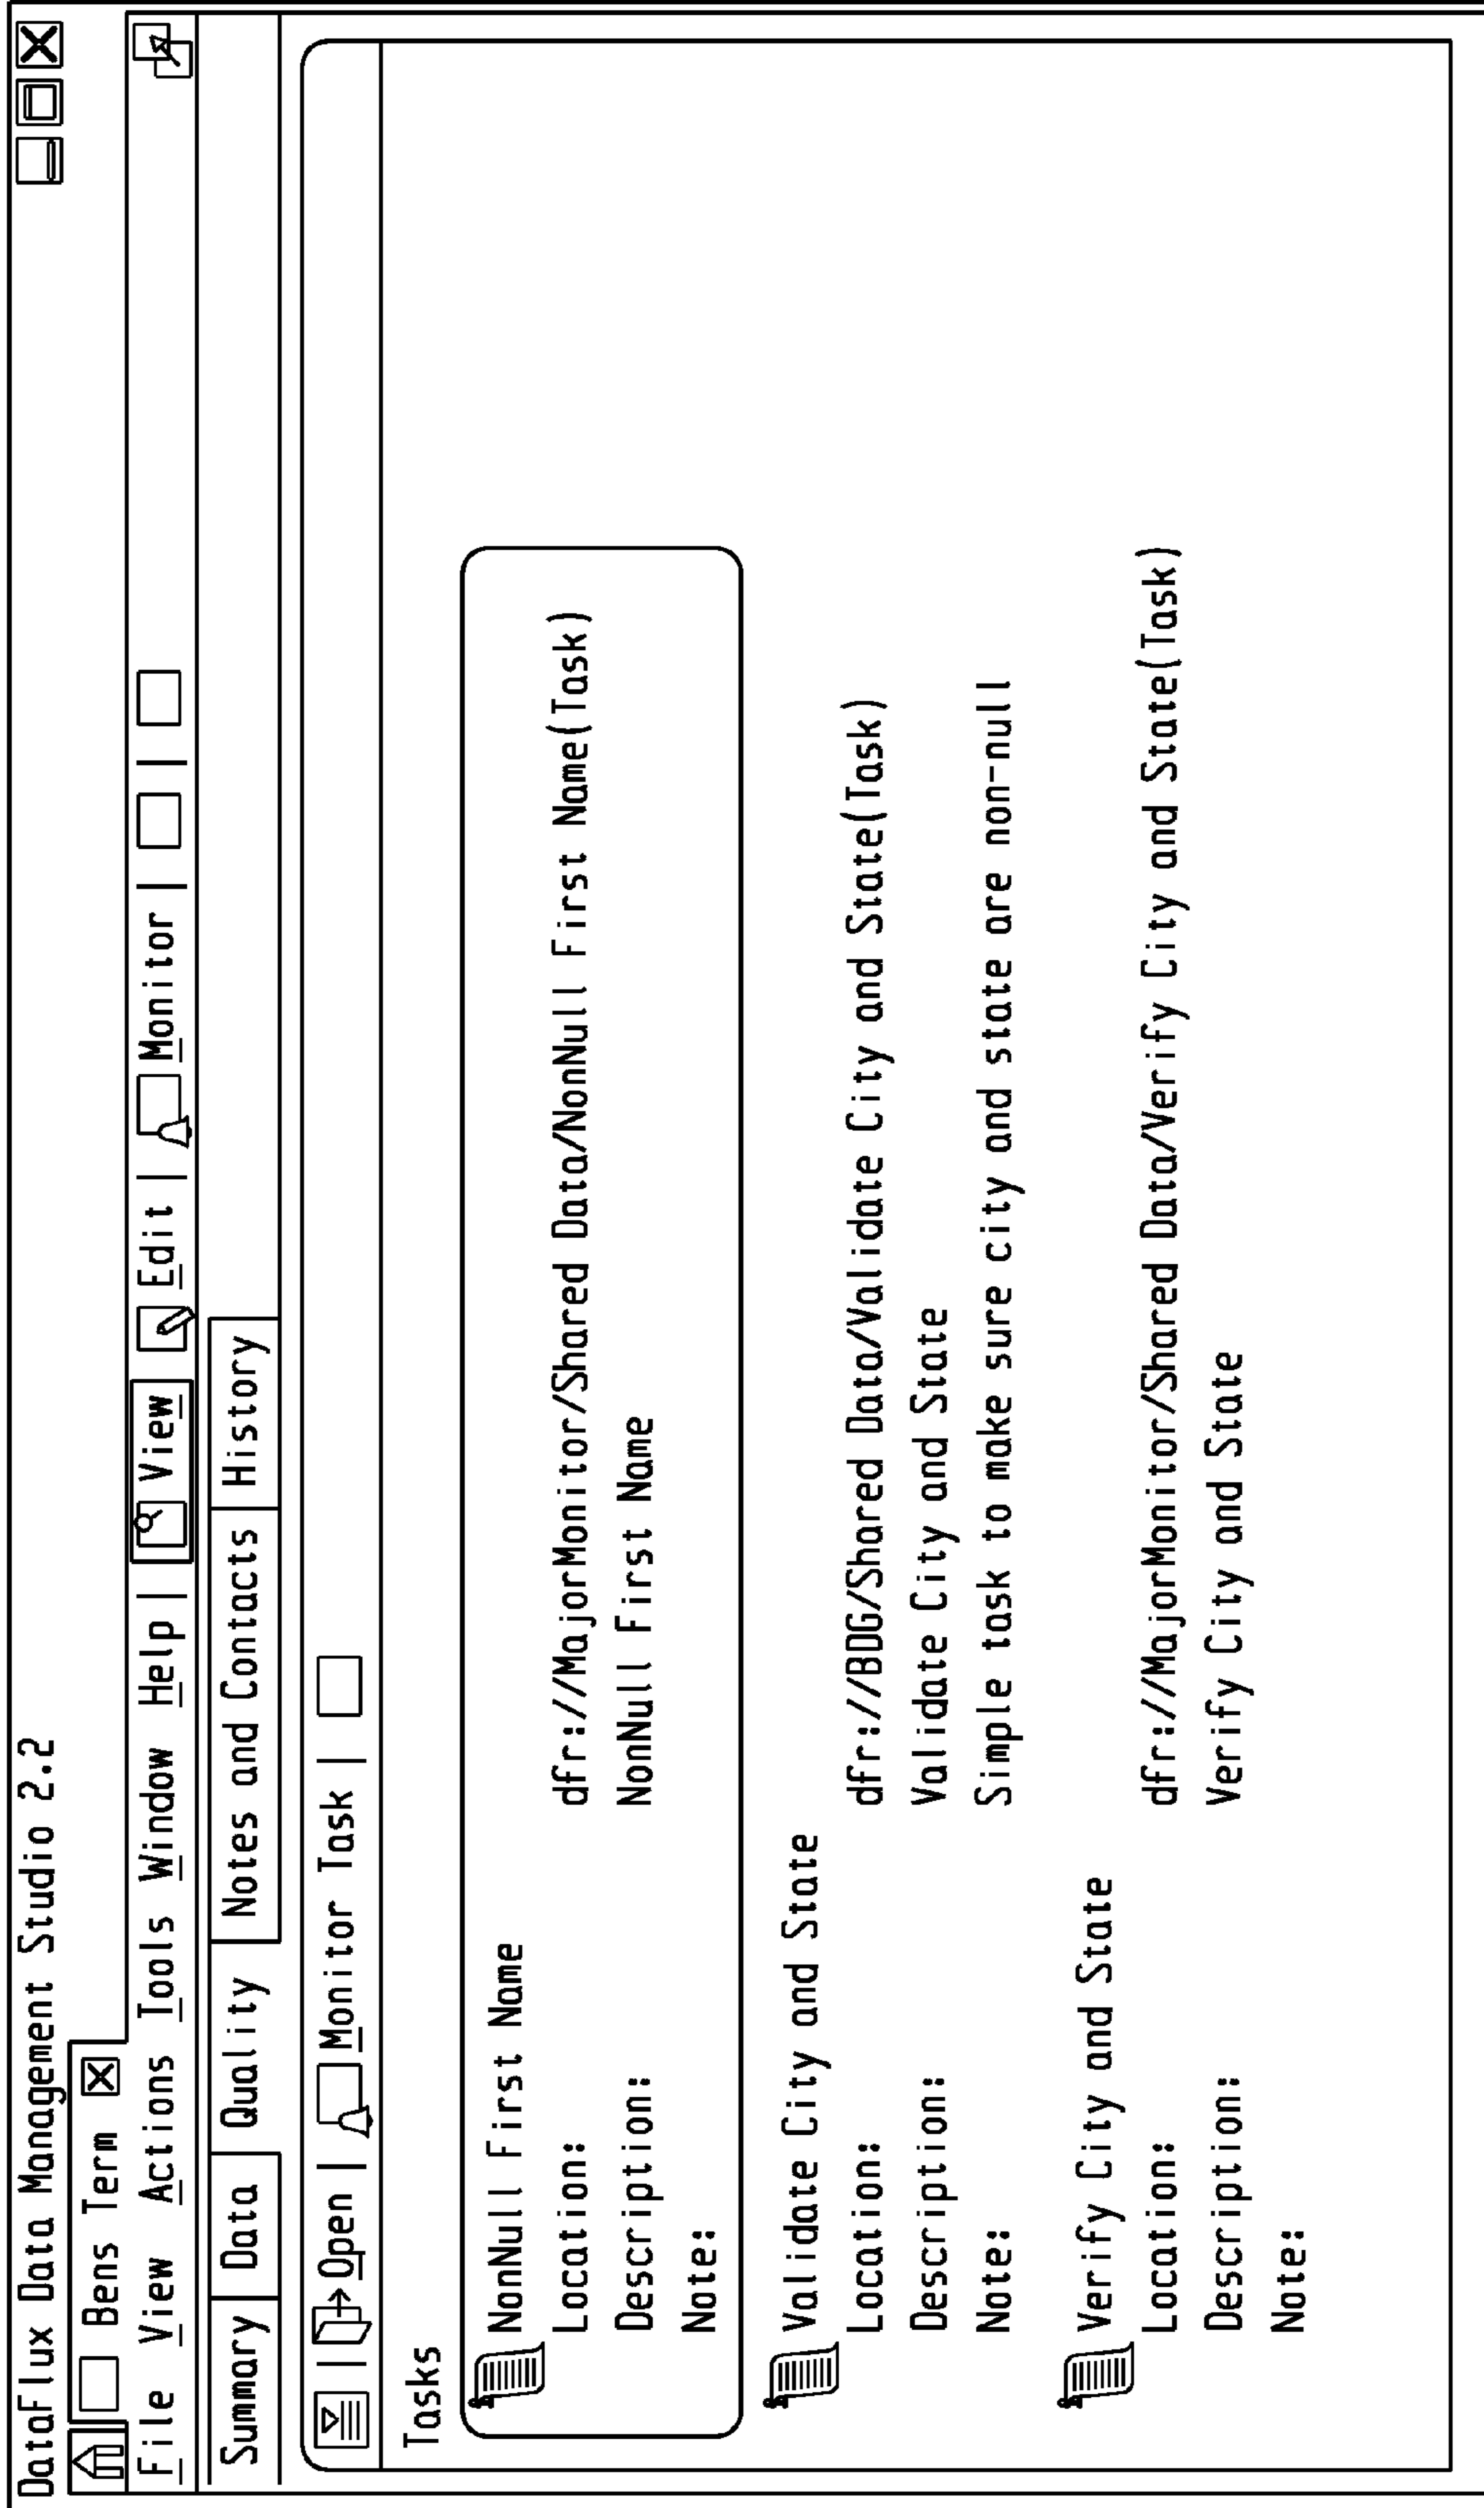 DataFlux Data Management Studio 2.2
Bens Term
File View Actions Tools Window Help | View Edit | Monitor | |
Summary Data Quality Notes and Contacts History
| Open | Monitor Task |
Tasks
NonNull First Name
Location: dfr://MajorMonitor/Shared Data/NonNull First Name(Task)
Description: NonNull First Name
Note:
Validate City and State
Location: dfr://BDG/Shared Data/Validate City and State(Task)
Description: Validate City and State
Note: Simple task to make sure city and state are non-null
Verify City and State
Location: dfr://MajorMonitor/Shared Data/Verify City and State(Task)
Description: Verify City and State
Note: